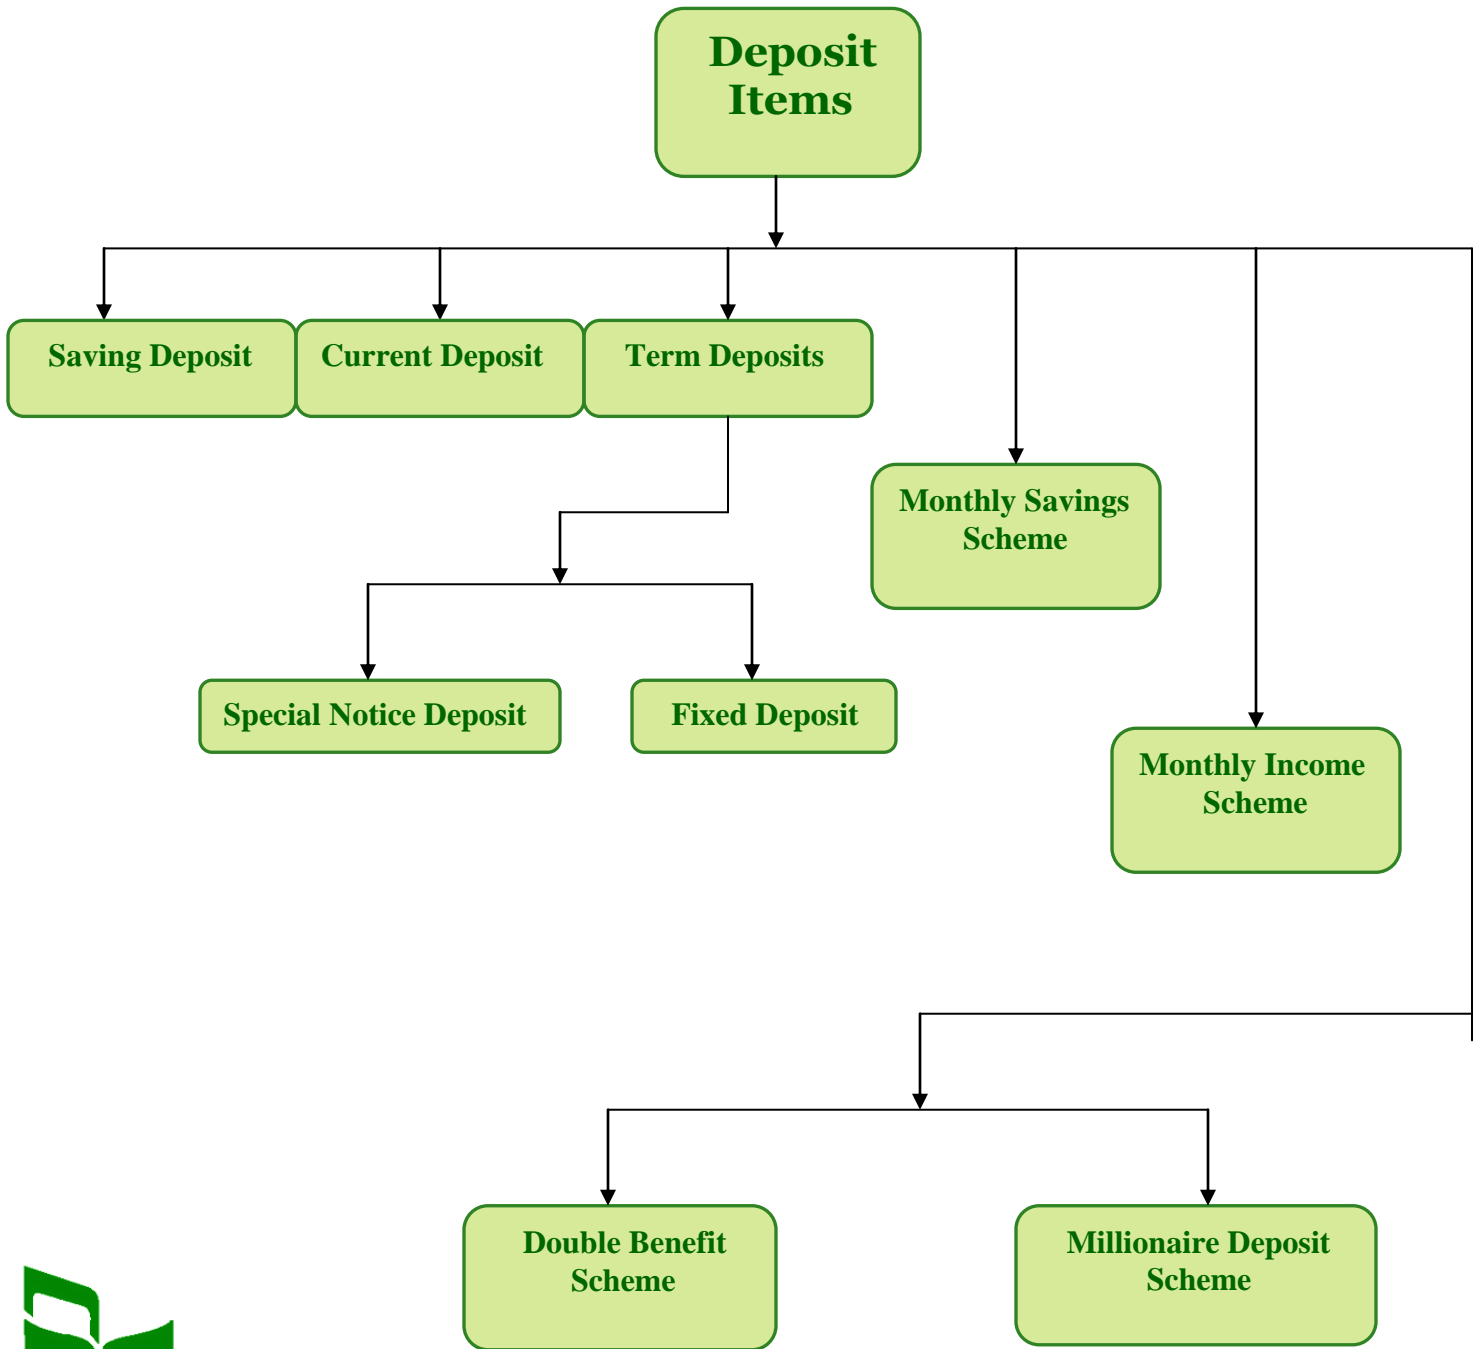 Deposit
Items
Saving Deposit
Current Deposit
Term Deposits
Monthly Savings
Scheme
Special Notice Deposit
Fixed Deposit
Monthly Income
Scheme
Double Benefit
Scheme
Millionaire Deposit
Scheme